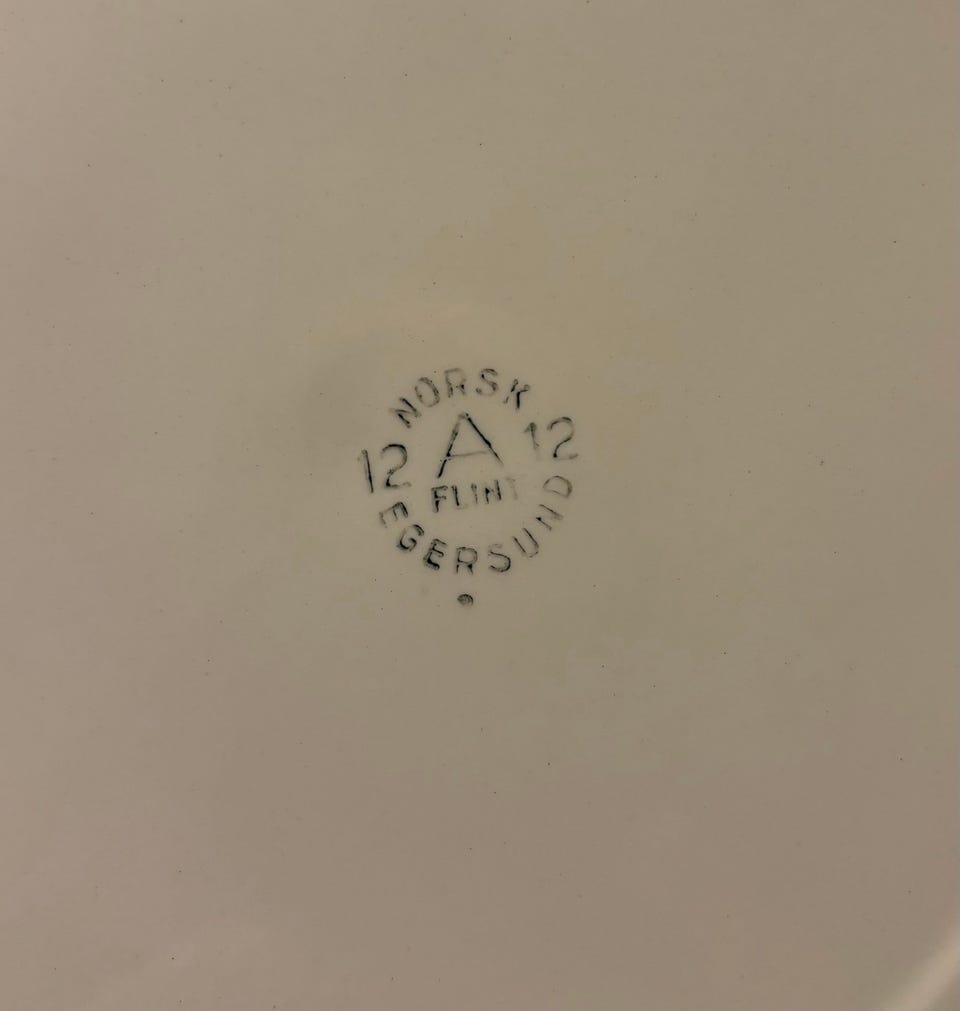 NORSK
12 A 12
FLINT
EGERSUND